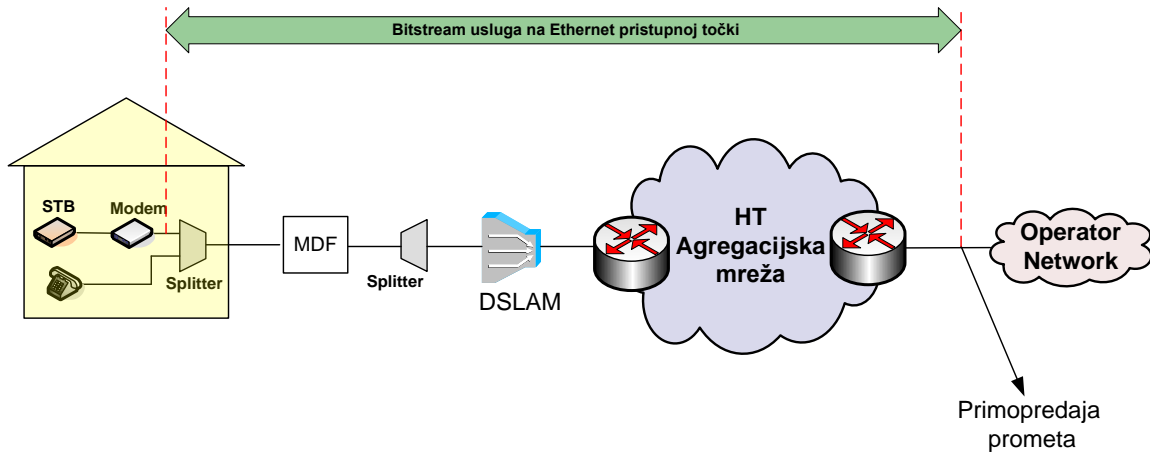 Bitstream usluga na Ethernet pristupnoj točki
STB
Modem
Splitter
MDF
Splitter
DSLAM
HT
Agregacijska
mreža
Operator
Network
Primopredaja
prometa